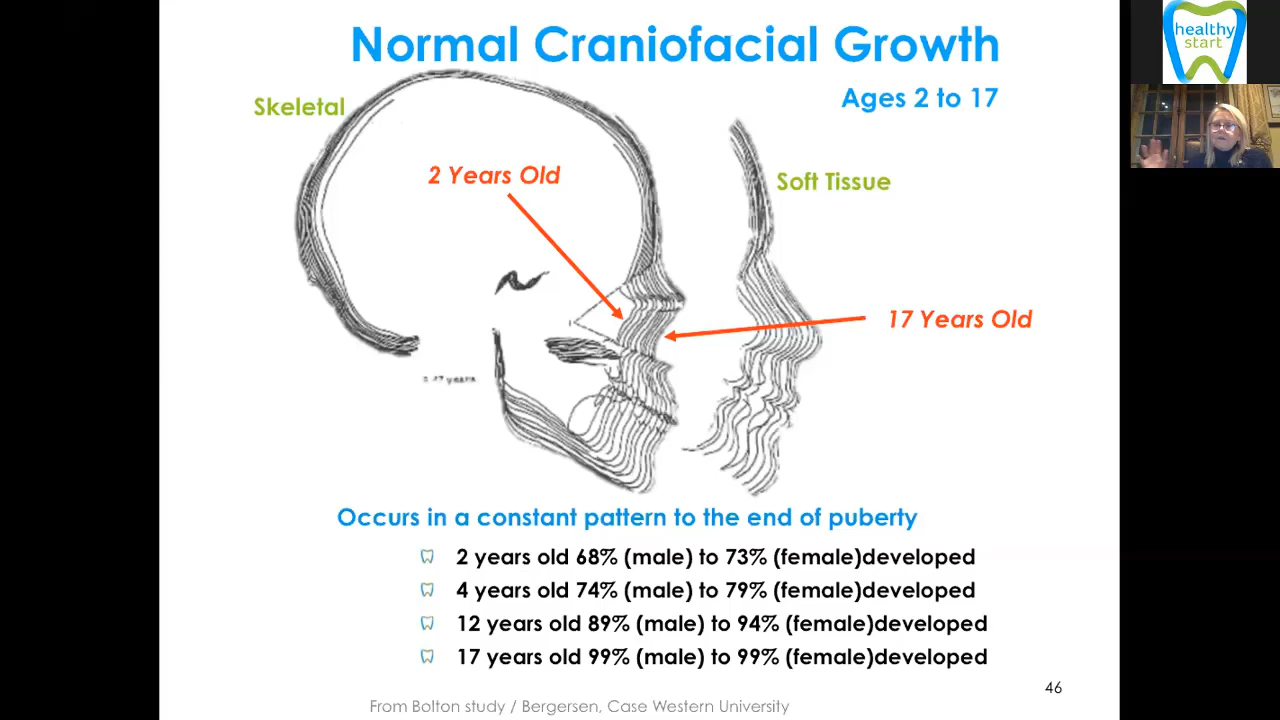 Normal Craniofacial Growth
Ages 2 to 17
Skeletal
2 Years Old
Soft Tissue
17 Years Old
17 years
Occurs in a constant pattern to the end of puberty
2 years old 68% (male) to 73% (female)developed
4 years old 74% (male) to 79% (female)developed
12 years old 89% (male) to 94% (female)developed
17 years old 99% (male) to 99% (female)developed
46
From Bolton study / Bergersen, Case Western University
healthy
start